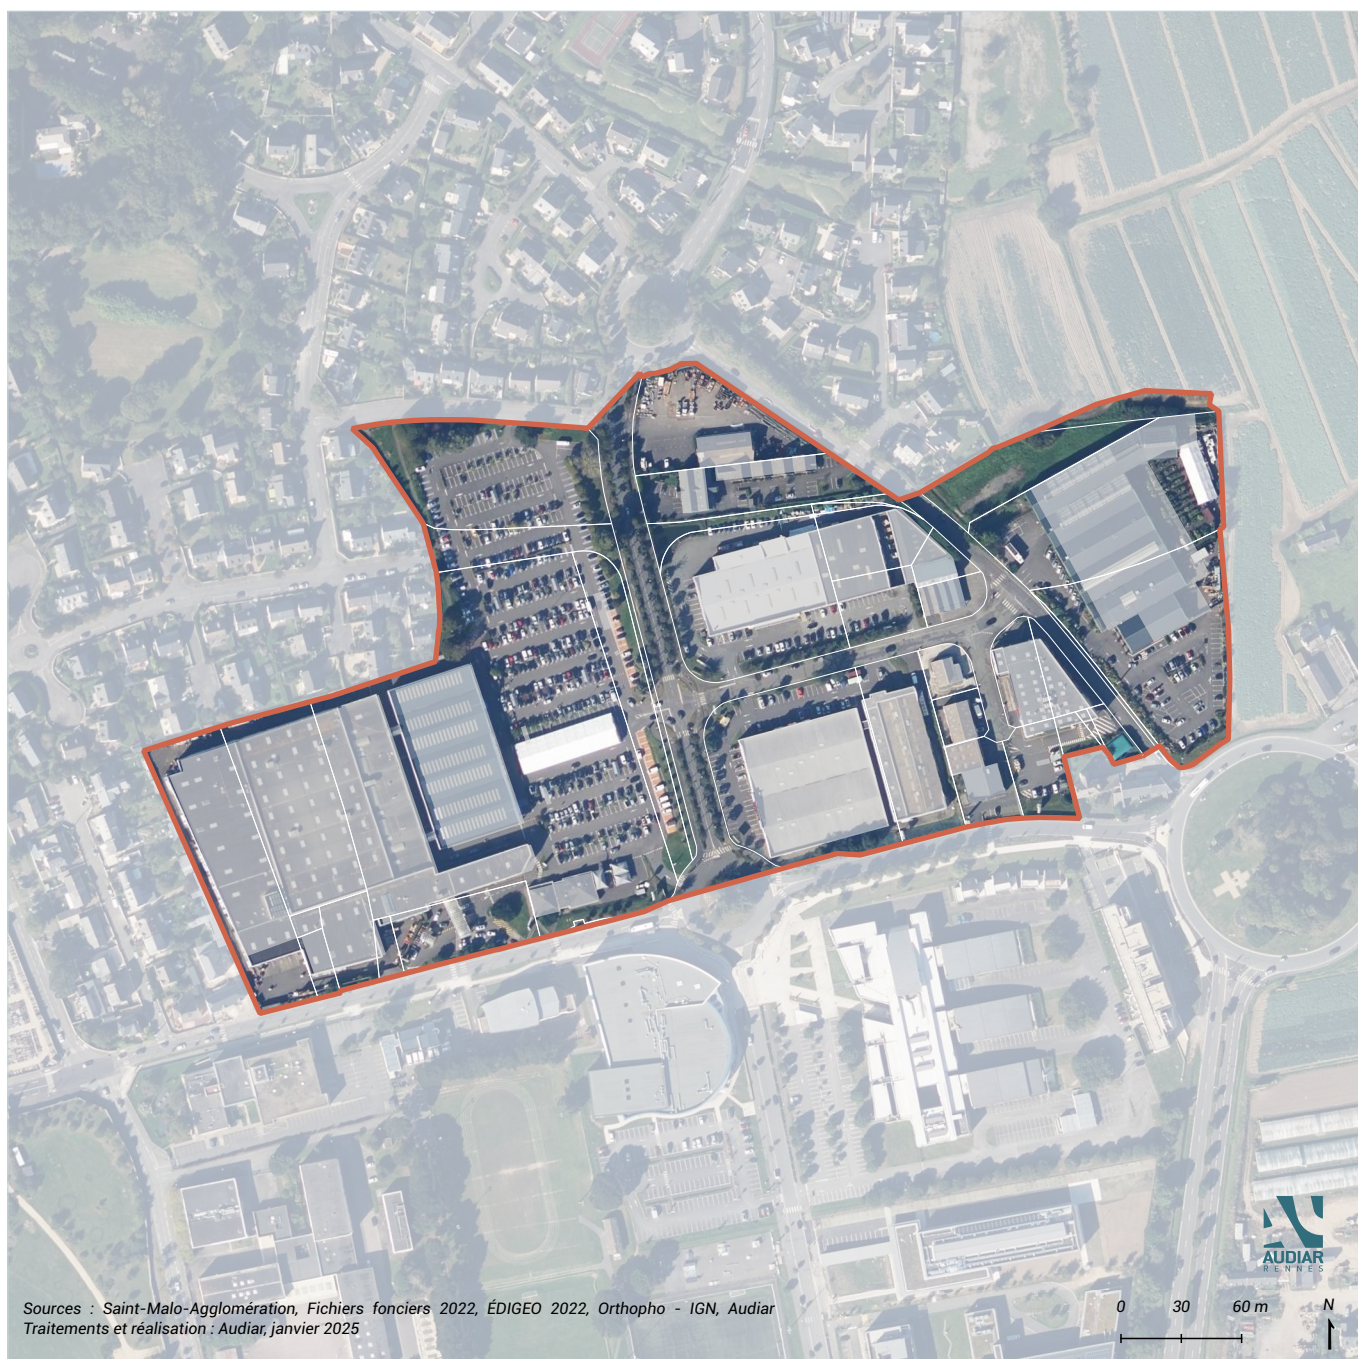 AUDIAR
RENNES
Sources : Saint-Malo-Agglomération, Fichiers fonciers 2022, ÉDIGEO 2022, Orthopho - IGN, Audiar
Traitements et réalisation : Audiar, janvier 2025
0 30 60 m
N